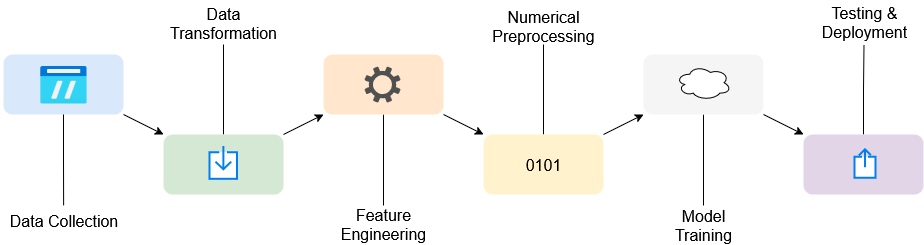 Data
Transformation
Numerical
Preprocessing
Testing &
Deployment
0101
Data Collection
Feature
Engineering
Model
Training